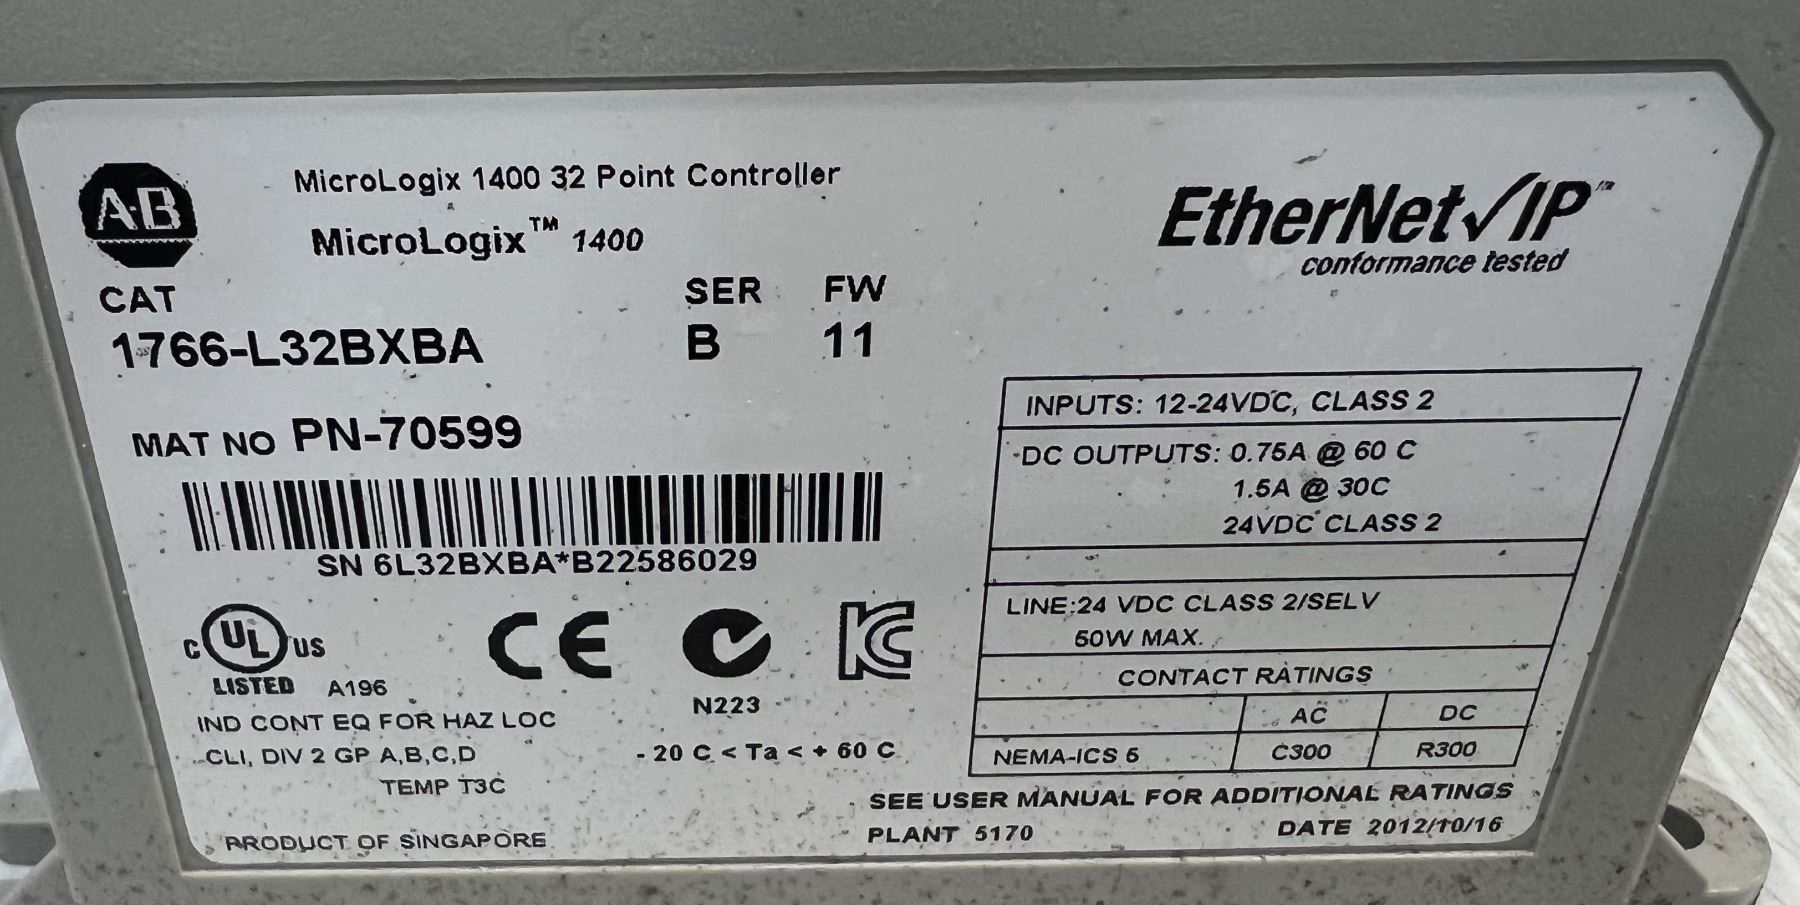 A·B
MicroLogix 1400 32 Point Controller
MicroLogix™ 1400
EtherNet/IP™
conformance tested
CAT SER FW
1766-L32BXBA B 11
MAT NO PN-70599
SN 6L32BXBA*B22586029
C UL US
LISTED A196
CE
N223
KC
IND CONT EQ FOR HAZ LOC
CLI, DIV 2 GP A,B,C,D
TEMP T3C
- 20 C < Ta < + 60 C
PRODUCT OF SINGAPORE
INPUTS: 12-24VDC, CLASS 2
DC OUTPUTS: 0.75A @ 60 C
1.5A @ 30C
24VDC CLASS 2
LINE:24 VDC CLASS 2/SELV
50W MAX.
CONTACT RATINGS
AC DC
NEMA-ICS 5 C300 R300
SEE USER MANUAL FOR ADDITIONAL RATINGS
PLANT 5170 DATE 2012/10/16